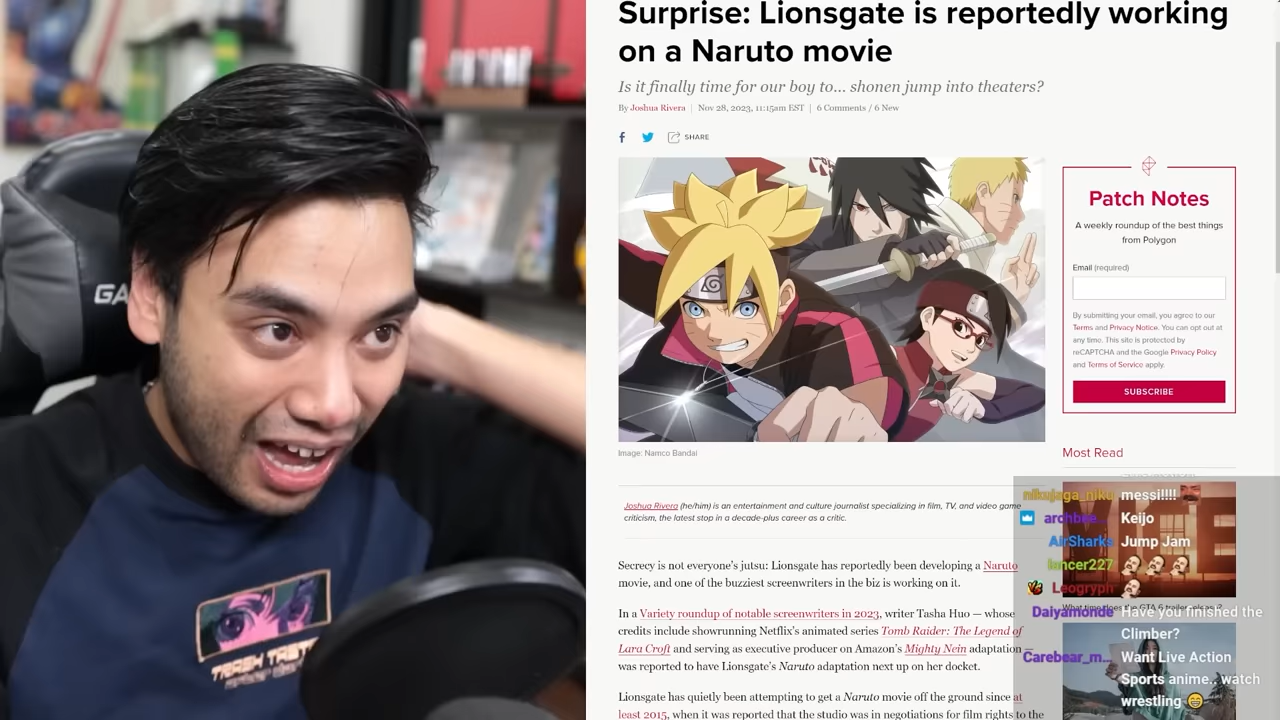 Surprise: Lionsgate is reportedly working
on a Naruto movie
Is it finally time for our boy to... shonen jump into theaters?
By Joshua Rivera | Nov 28, 2023, 11:15am EST | 6 Comments / 6 New
SHARE
Image: Namco Bandai
Joshua Rivera (he/him) is an entertainment and culture journalist specializing in film, TV, and video game
criticism, the latest stop in a decade-plus career as a critic.
Secrecy is not everyone's jutsu: Lionsgate has reportedly been developing a Naruto
movie, and one of the buzziest screenwriters in the biz is working on it.
In a Variety roundup of notable screenwriters in 2023, writer Tasha Huo — whose
credits include showrunning Netflix's animated series Tomb Raider: The Legend of
Lara Croft and serving as executive producer on Amazon's Mighty Nein adaptation —
was reported to have Lionsgate's Naruto adaptation next up on her docket.
Lionsgate has quietly been attempting to get a Naruto movie off the ground since at
least 2015, when it was reported that the studio was in negotiations for film rights to the
Patch Notes
A weekly roundup of the best things
from Polygon
Email (required)
By submitting your email, you agree to our
Terms and Privacy Notice. You can opt out at
any time. This site is protected by
reCAPTCHA and the Google Privacy Policy
and Terms of Service apply.
SUBSCRIBE
Most Read
nikujaga_niku messi!!!!
archbee... Keijo
AirSharks Jump Jam
lancer227
Leogryph
Daiyamonde Have you finished the
Climber?
Carebear_m... Want Live Action
Sports anime.. watch
wrestling
GA